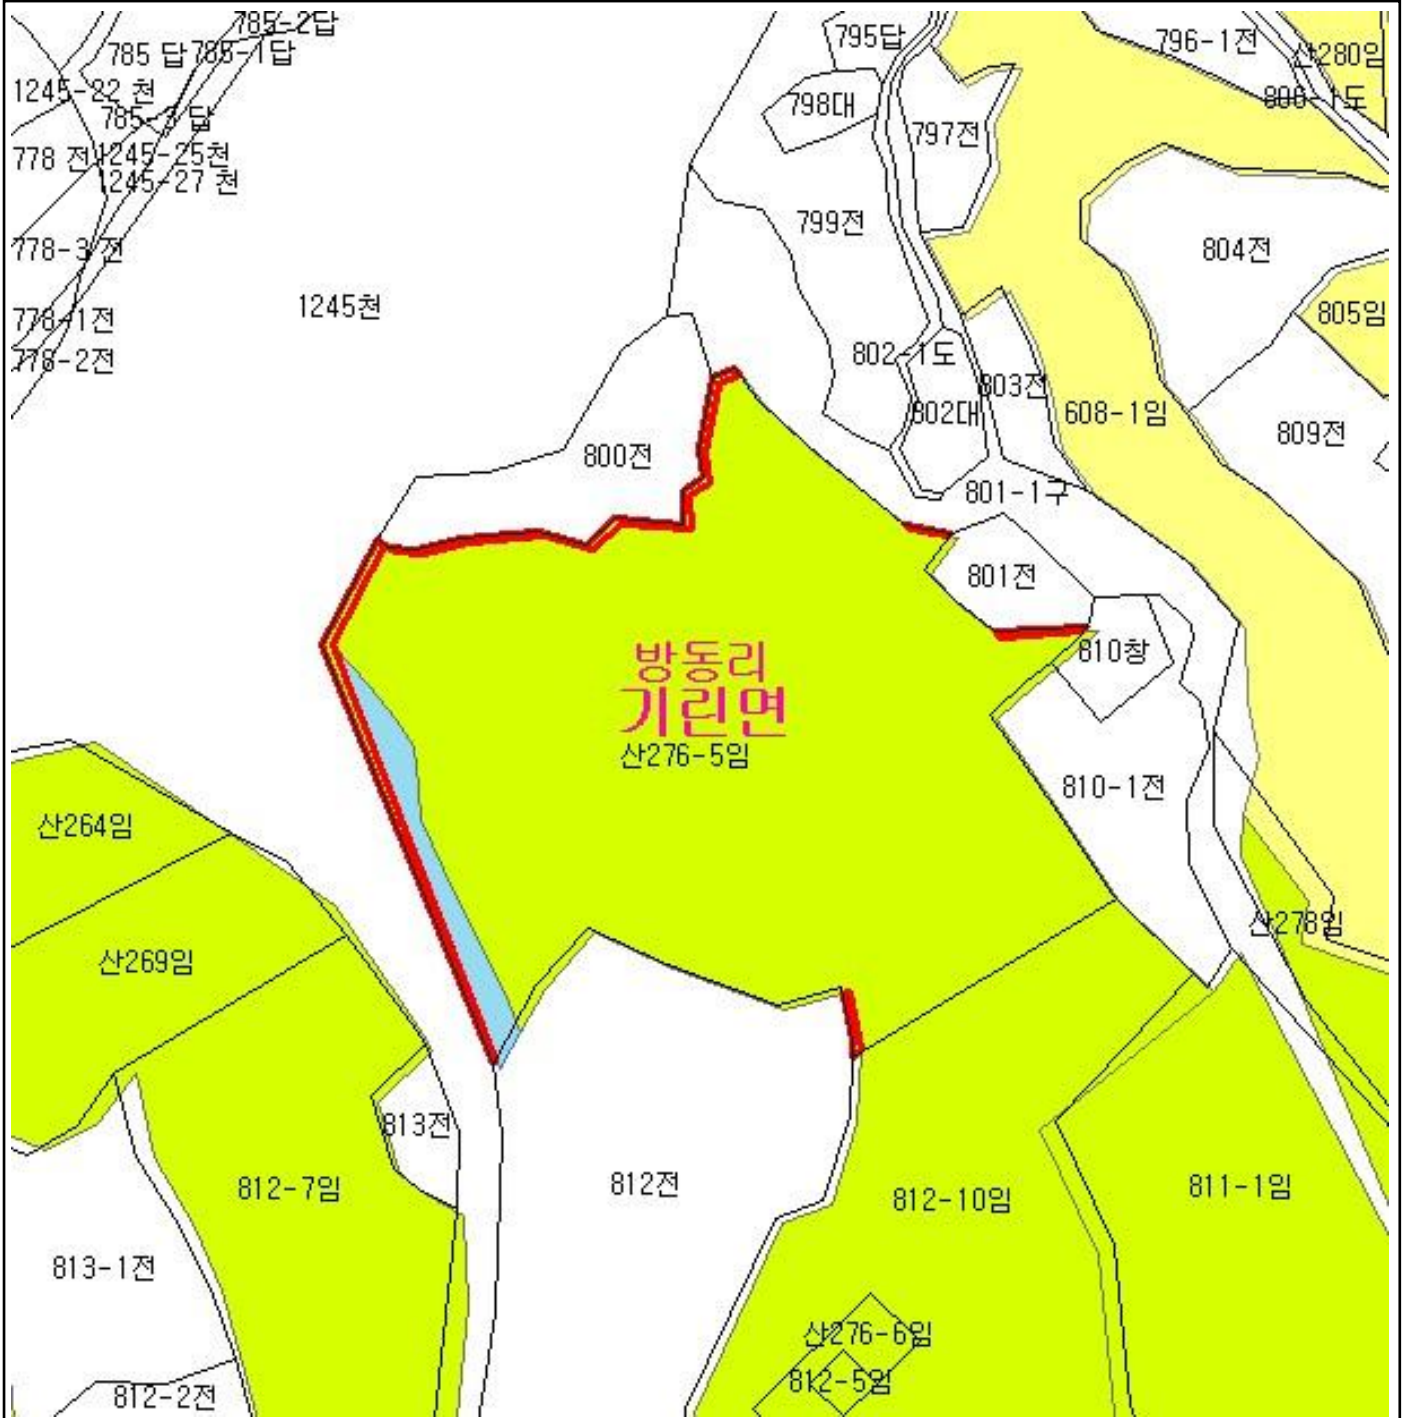 785-2답
795답
796-1전
785 답
785-1답
산280임
1245-22 천
798대
806-1도
785-3 답
797전
778 전
1245-25천
1245-27 천
799전
778-3 전
804전
1245천
778-1전
805임
778-2전
802-1도
803전
802대
608-1임
809전
800전
801-1구
801전
방동리
810창
기린면
산276-5임
810-1전
산264임
산278임
산269임
813전
812-7임
812전
812-10임
811-1임
813-1전
산276-6임
812-5임
812-2전